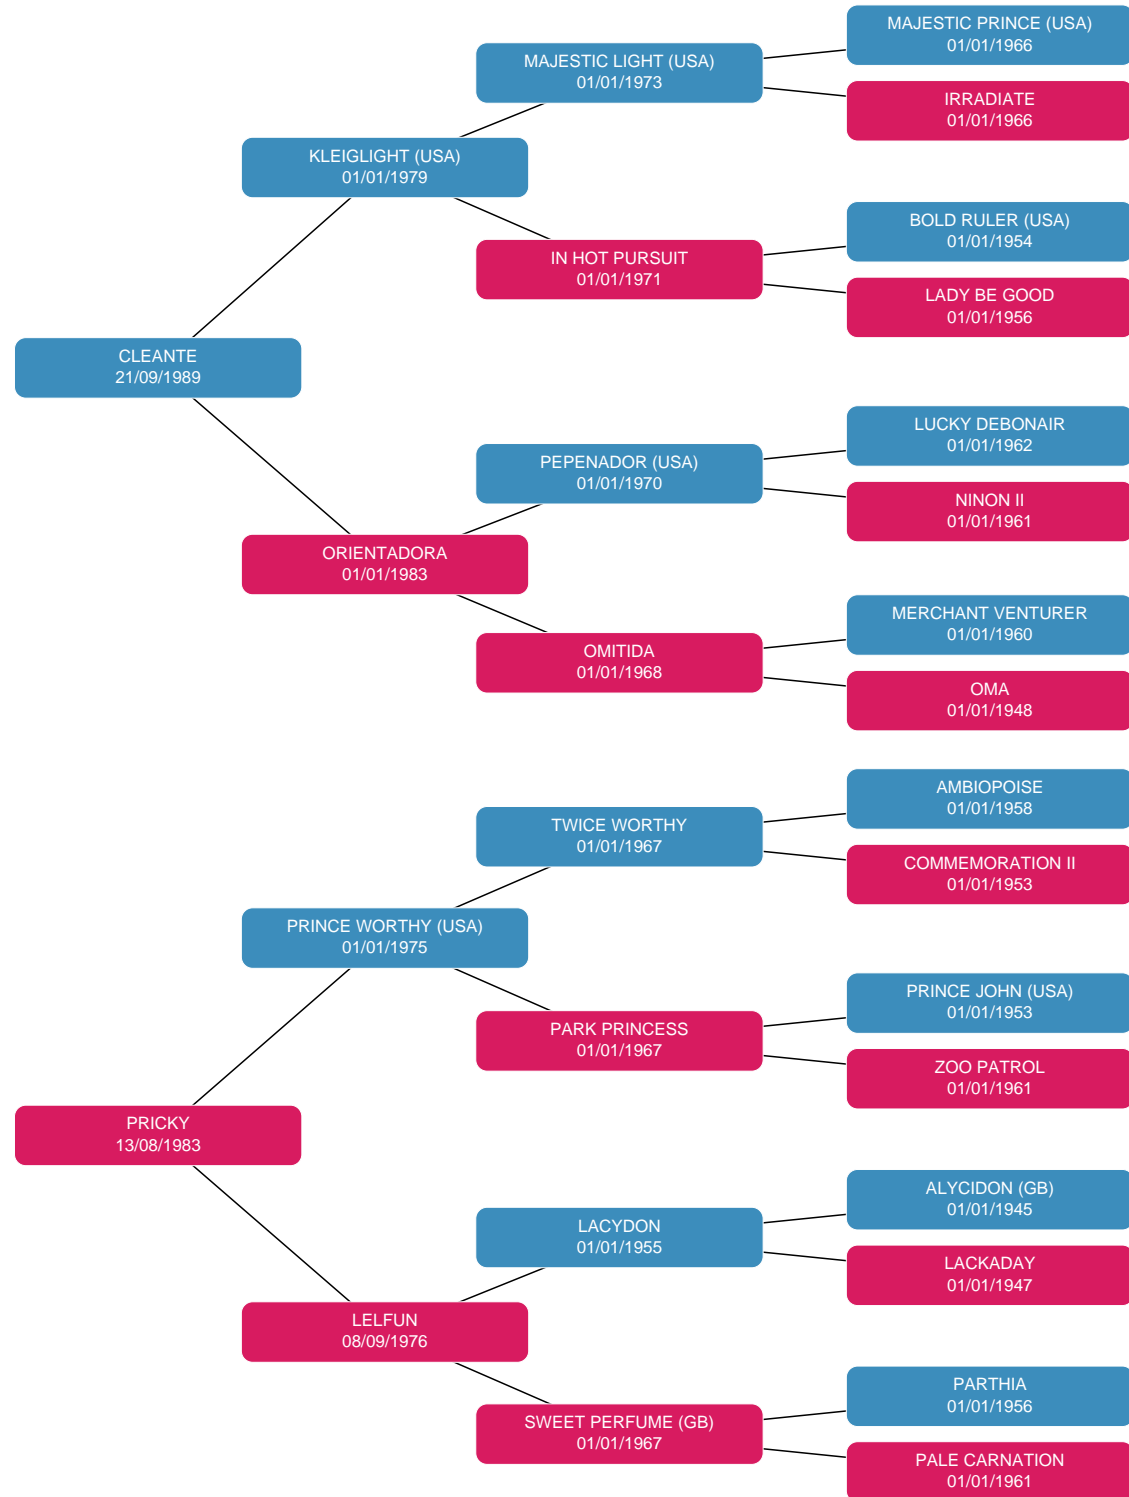 MAJESTIC PRINCE (USA)
01/01/1966
MAJESTIC LIGHT (USA)
01/01/1973
IRRADIATE
01/01/1966
KLEIGLIGHT (USA)
01/01/1979
BOLD RULER (USA)
01/01/1954
IN HOT PURSUIT
01/01/1971
LADY BE GOOD
01/01/1956
CLEANTE
21/09/1989
LUCKY DEBONAIR
01/01/1962
PEPENADOR (USA)
01/01/1970
NINON II
01/01/1961
ORIENTADORA
01/01/1983
MERCHANT VENTURER
01/01/1960
OMITIDA
01/01/1968
OMA
01/01/1948
AMBIOPOISE
01/01/1958
TWICE WORTHY
01/01/1967
COMMEMORATION II
01/01/1953
PRINCE WORTHY (USA)
01/01/1975
PRINCE JOHN (USA)
01/01/1953
PARK PRINCESS
01/01/1967
ZOO PATROL
01/01/1961
PRICKY
13/08/1983
ALYCIDON (GB)
01/01/1945
LACYDON
01/01/1955
LACKADAY
01/01/1947
LELFUN
08/09/1976
PARTHIA
01/01/1956
SWEET PERFUME (GB)
01/01/1967
PALE CARNATION
01/01/1961